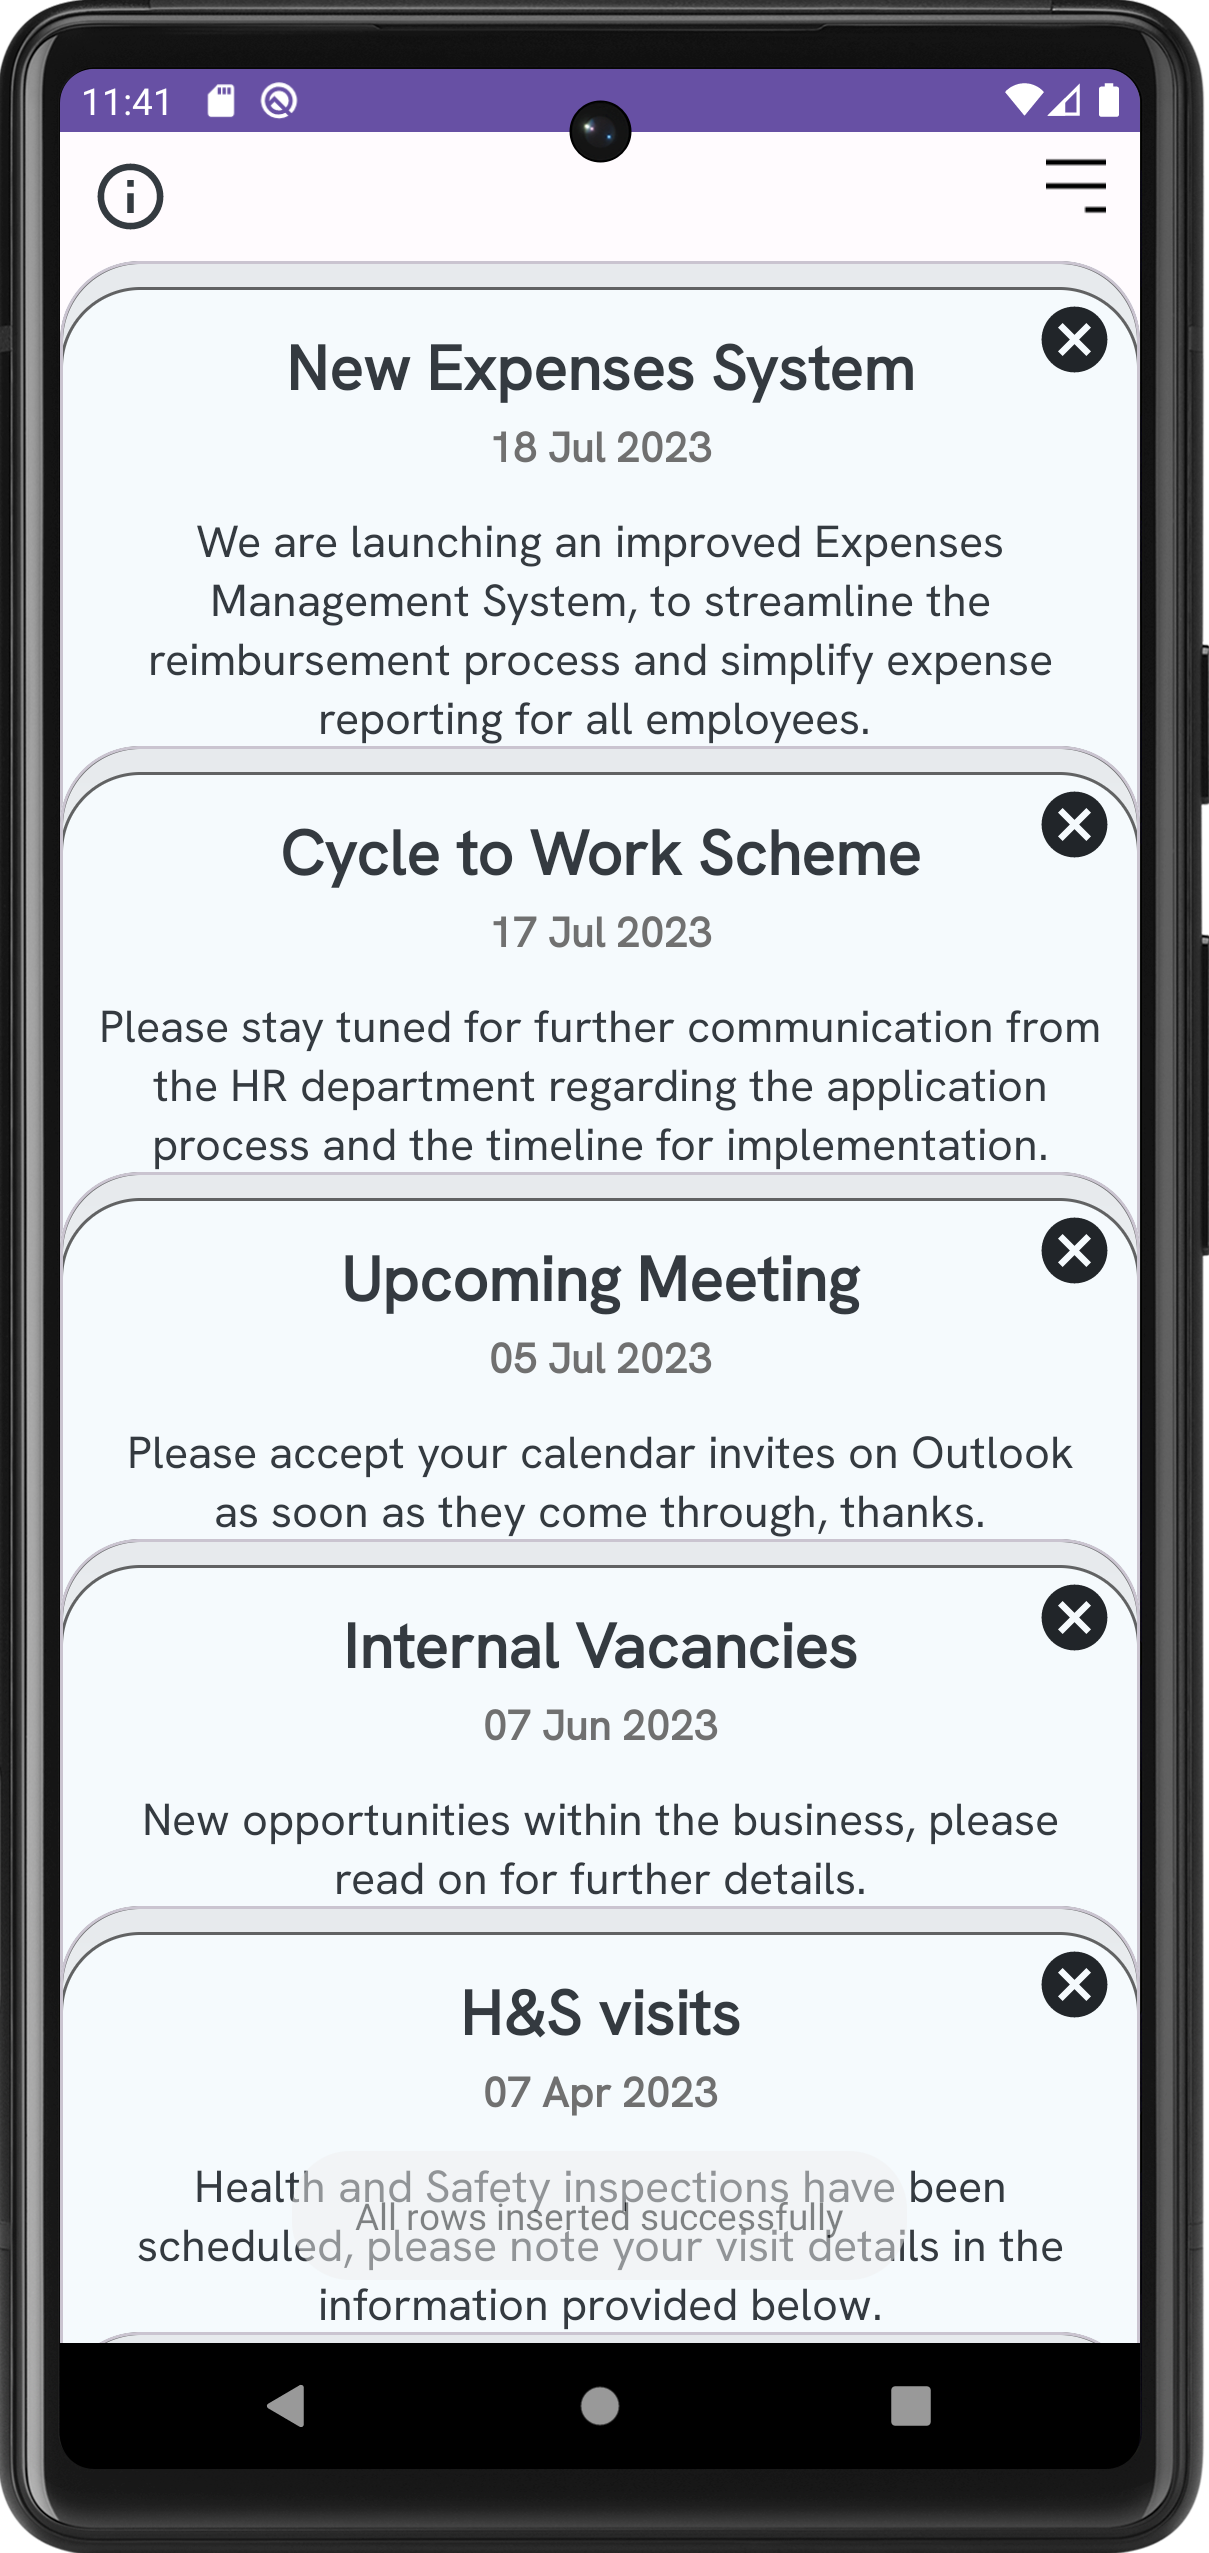 11:41
New Expenses System
18 Jul 2023
We are launching an improved Expenses
Management System, to streamline the
reimbursement process and simplify expense
reporting for all employees.
Cycle to Work Scheme
17 Jul 2023
Please stay tuned for further communication from
the HR department regarding the application
process and the timeline for implementation.
Upcoming Meeting
05 Jul 2023
Please accept your calendar invites on Outlook
as soon as they come through, thanks.
Internal Vacancies
07 Jun 2023
New opportunities within the business, please
read on for further details.
H&S visits
07 Apr 2023
Health and Safety inspections have been
All rows inserted successfully
scheduled, please note your visit details in the
information provided below.